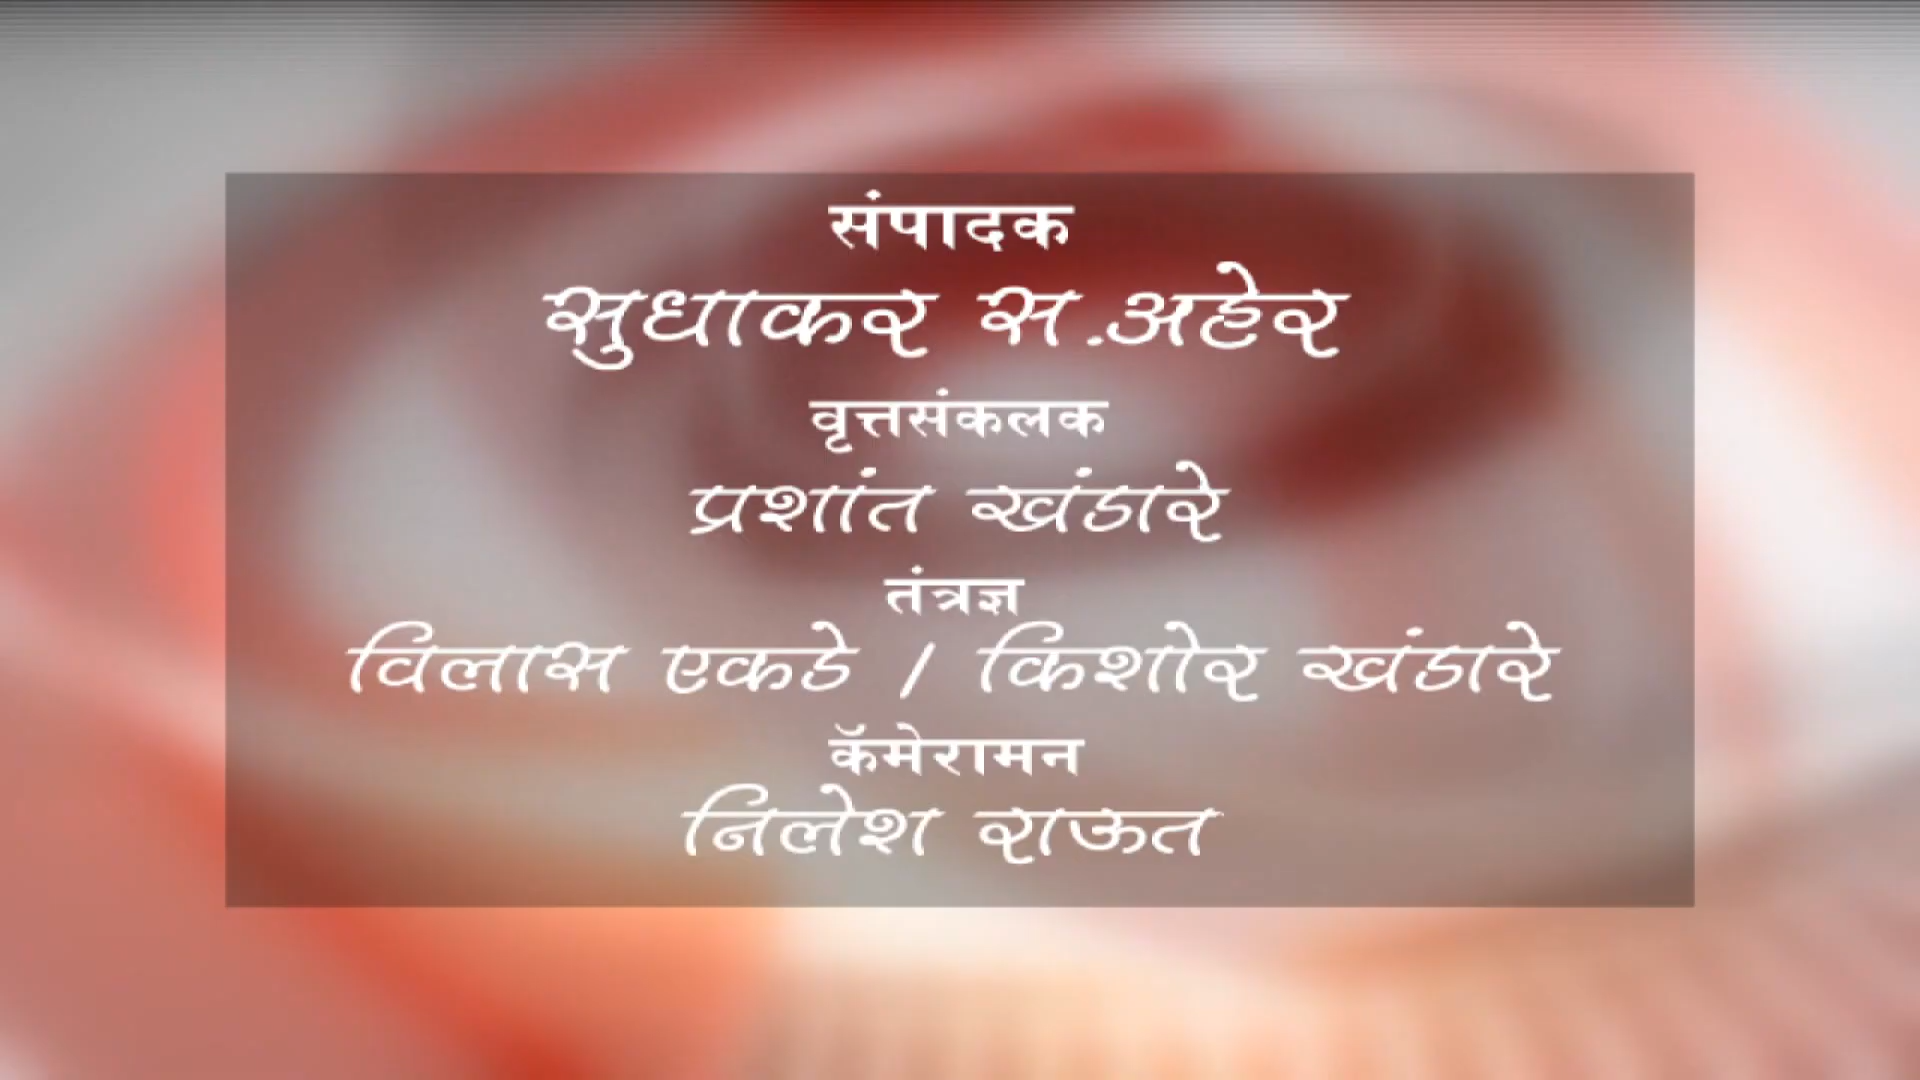 संपादक
सुधाकर स.अहेर
वृत्तसंकलक
प्रशांत खंडारे
तंत्रज्ञ
विलास एकडे / किशोर खंडारे
कॅमेरामन
निलेश राऊत